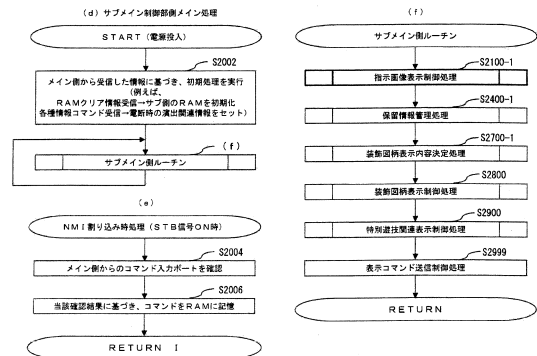 (d) サブメイン制御部側メイン処理
START (電源投入)
S2002
メイン側から受信した情報に基づき、初期処理を実行
(例えば、
RAMクリア情報受信→サブ側のRAMを初期化
各種情報コマンド受信→電断時の演出関連情報をセット)
(f)
サブメイン側ルーチン
(e)
NMI割り込み時処理 (STB信号ON時)
S2004
メイン側からのコマンド入力ポートを確認
S2006
当該確認結果に基づき、コマンドをRAMに記憶
RETURN I
(f)
サブメイン側ルーチン
S2100-1
指示画像表示制御処理
S2400-1
保留情報管理処理
S2700-1
装飾図柄表示内容決定処理
S2800
装飾図柄表示制御処理
S2900
特別遊技関連表示制御処理
S2999
表示コマンド送信制御処理
RETURN